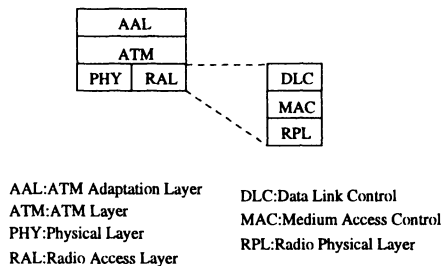 AAL
ATM
PHY RAL
DLC
MAC
RPL
AAL:ATM Adaptation Layer
ATM:ATM Layer
PHY:Physical Layer
RAL:Radio Access Layer
DLC:Data Link Control
MAC:Medium Access Control
RPL:Radio Physical Layer